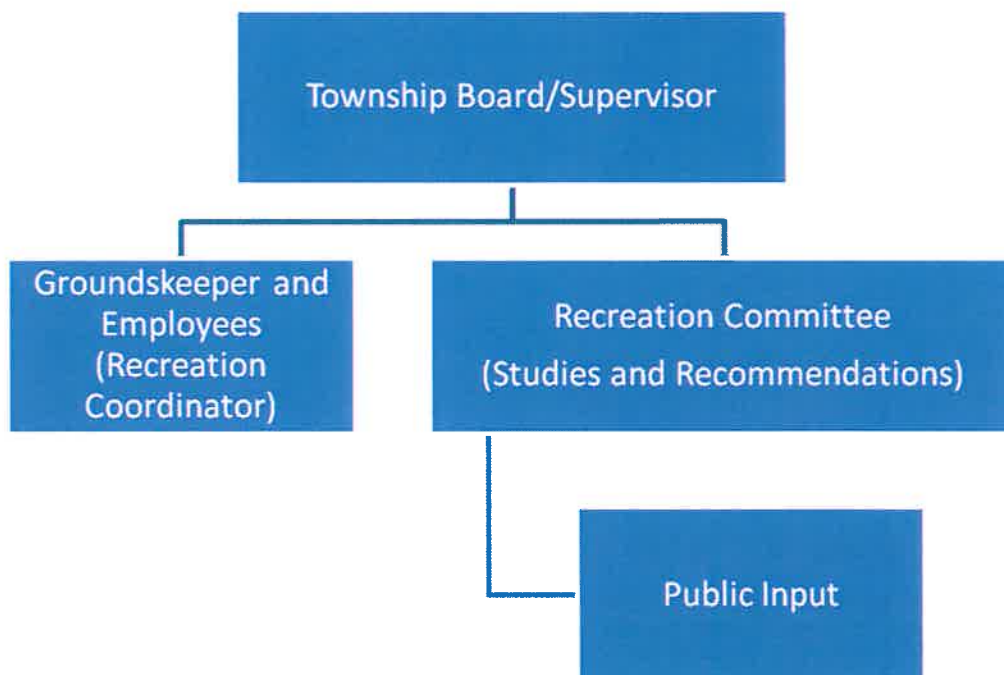 Township Board/Supervisor
Groundskeeper and
Employees
(Recreation
Coordinator)
Recreation Committee
(Studies and Recommendations)
Public Input